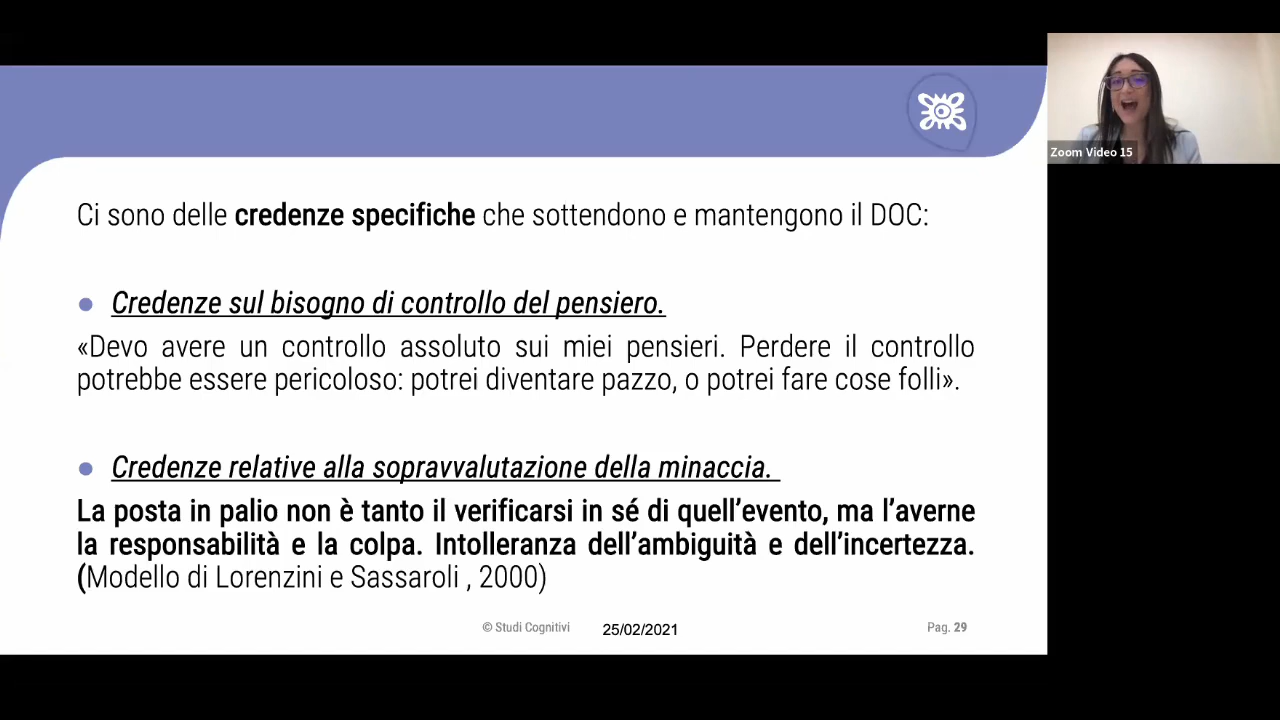 Zoom Video 15
Ci sono delle credenze specifiche che sottendono e mantengono il DOC:
● Credenze sul bisogno di controllo del pensiero.
«Devo avere un controllo assoluto sui miei pensieri. Perdere il controllo
potrebbe essere pericoloso: potrei diventare pazzo, o potrei fare cose folli».
● Credenze relative alla sopravvalutazione della minaccia.
La posta in palio non è tanto il verificarsi in sé di quell’evento, ma l’averne
la responsabilità e la colpa. Intolleranza dell’ambiguità e dell’incertezza.
(Modello di Lorenzini e Sassaroli , 2000)
© Studi Cognitivi 25/02/2021 Pag. 29